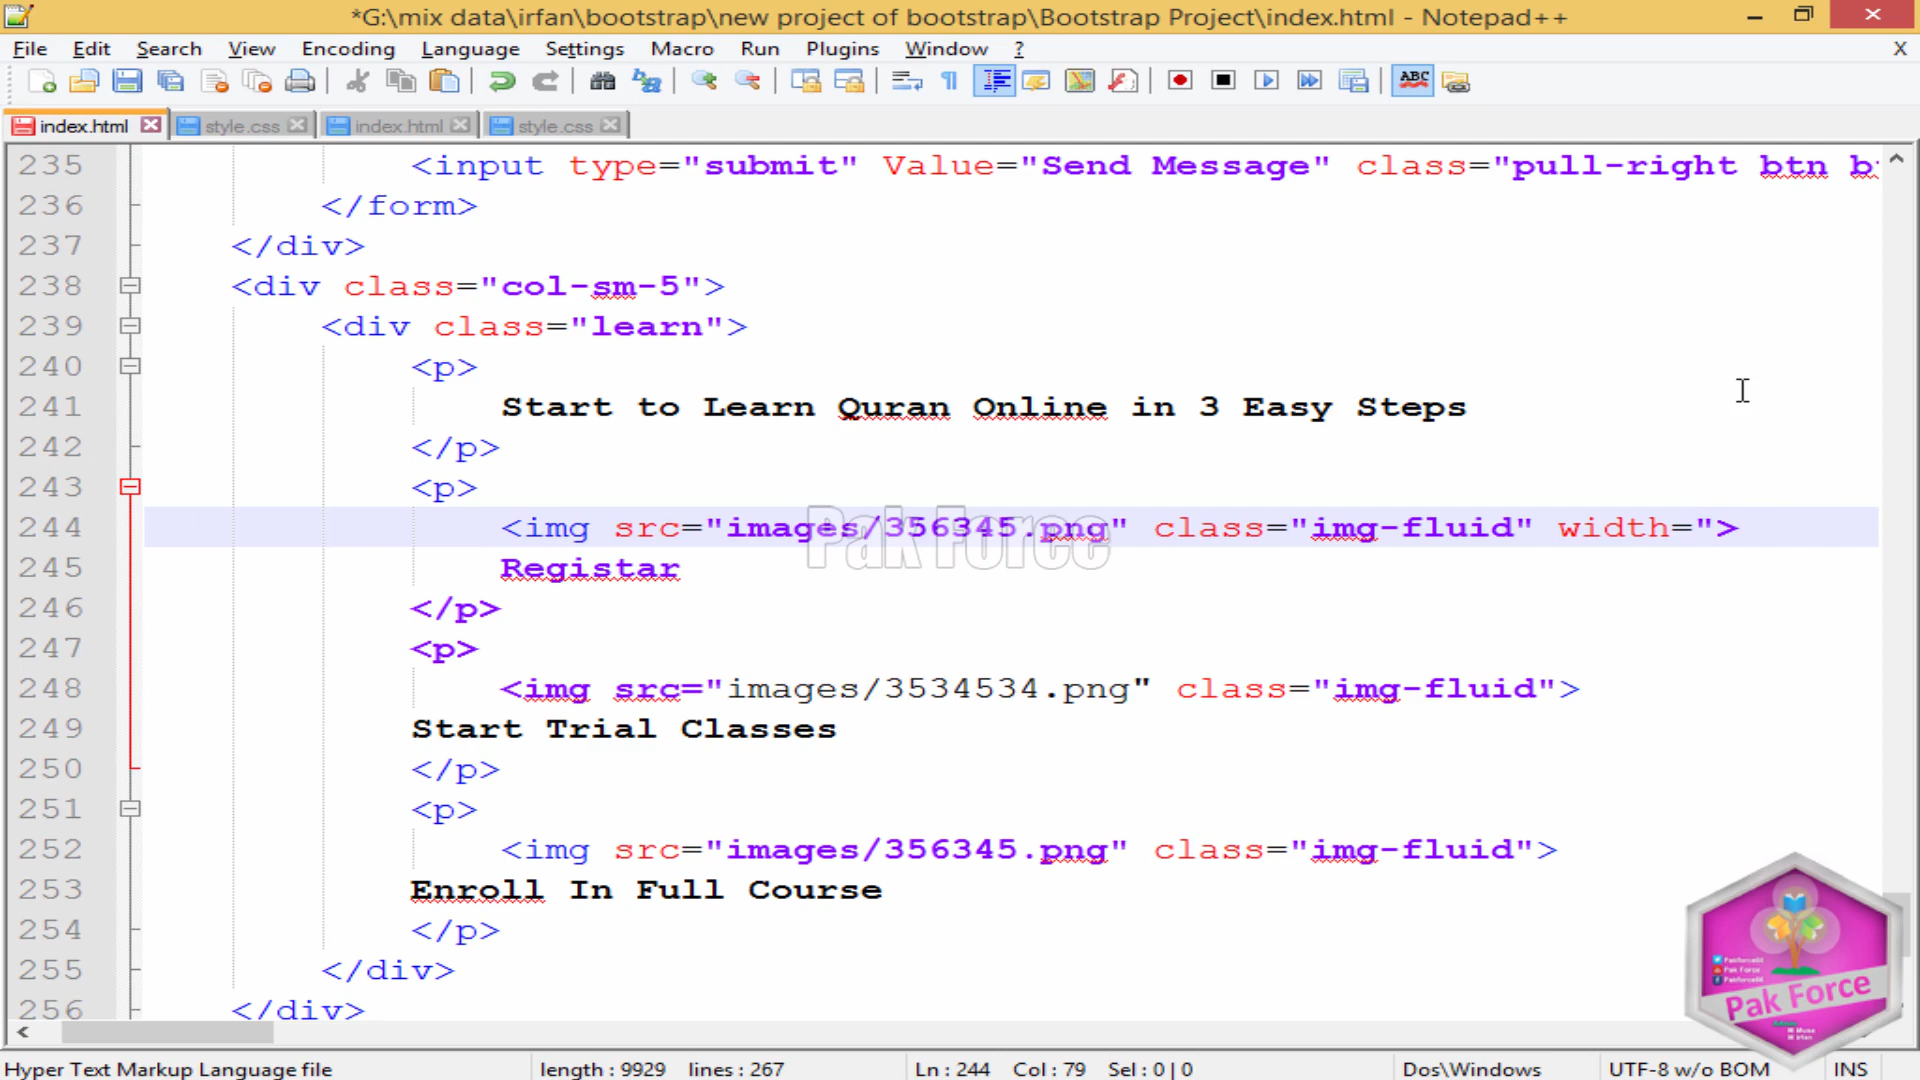 *G:\mix data\irfan\bootstrap\new project of bootstrap\Bootstrap Project\index.html - Notepad++
File Edit Search View Encoding Language Settings Macro Run Plugins Window ? X
ABC
index.html style.css index.html style.css
235 <input type="submit" Value="Send Message" class="pull-right btn b
236 </form>
237 </div>
238 <div class="col-sm-5">
239 <div class="learn">
240 <p>
241 Start to Learn Quran Online in 3 Easy Steps
242 </p>
243 <p>
244 <img src="images/356345.png" class="img-fluid" width=">
Pak Force
245 Registar
246 </p>
247 <p>
248 <img src="images/3534534.png" class="img-fluid">
249 Start Trial Classes
250 </p>
251 <p>
252 <img src="images/356345.png" class="img-fluid">
253 Enroll In Full Course
254 </p>
255 </div>
256 </div>
Pak Force
Pak Force
Hyper Text Markup Language file length : 9929 lines : 267 Ln : 244 Col : 79 Sel : 0 | 0 Dos\Windows UTF-8 w/o BOM INS